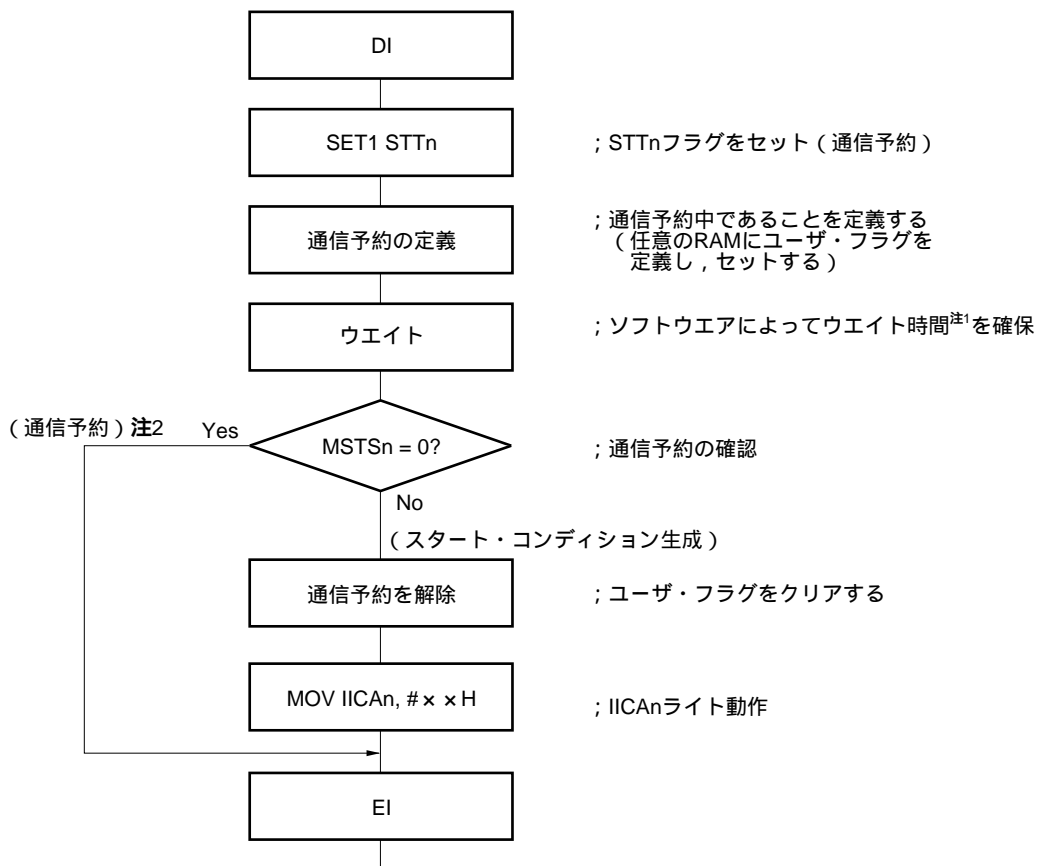 DI
SET1 STTn
；STTnフラグをセット（通信予約）
通信予約の定義
；通信予約中であることを定義する
（任意のRAMにユーザ・フラグを
定義し，セットする）
ウエイト
；ソフトウエアによってウエイト時間注1を確保
（通信予約）注2 Yes
MSTSn = 0?
；通信予約の確認
No
（スタート・コンディション生成）
通信予約を解除
；ユーザ・フラグをクリアする
MOV IICAn, #××H
；IICAnライト動作
EI